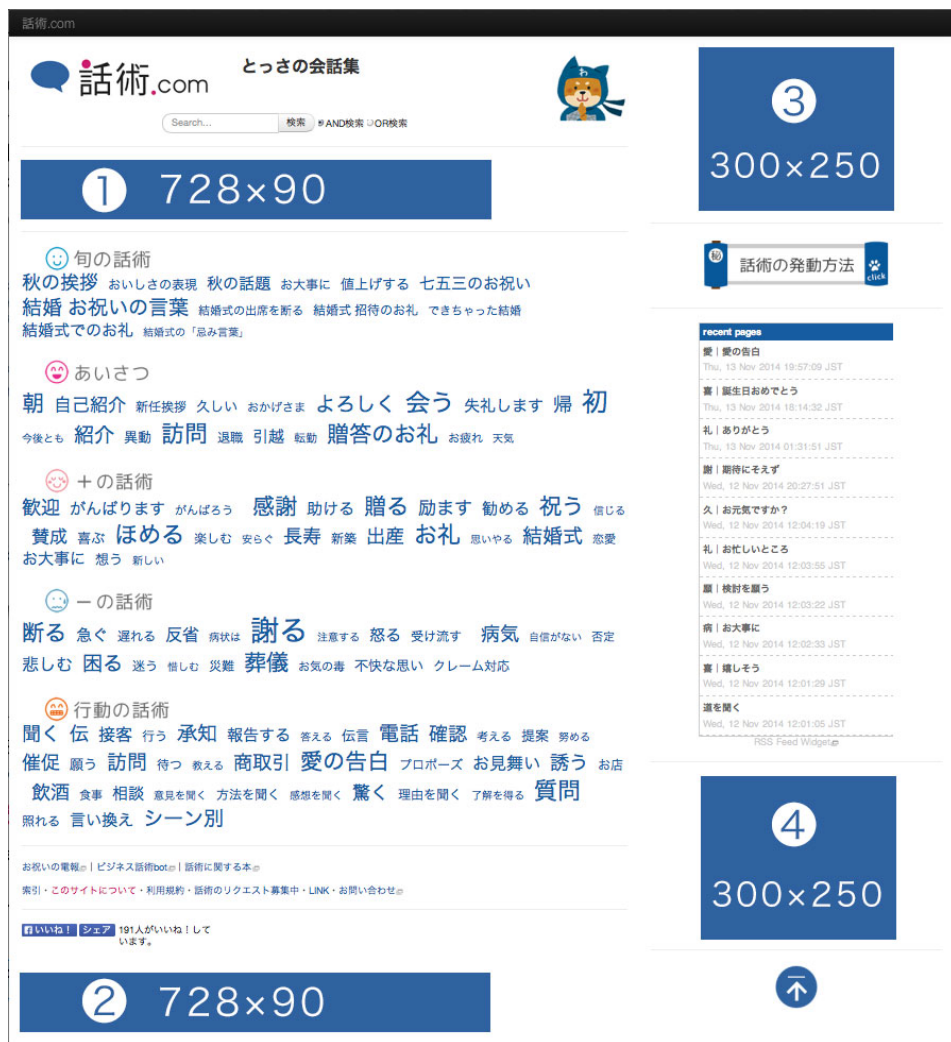 話術.com
話術.com
とっさの会話集
わ
Search... 検索 AND検索 OR検索
① 728×90
旬の話術
秋の挨拶 おいしさの表現 秋の話題 お大事に 値上げする 七五三のお祝い
結婚 お祝いの言葉 結婚式の出席を断る 結婚式 招待のお礼 できちゃった結婚
結婚式でのお礼 結婚式の「忌み言葉」
あいさつ
朝 自己紹介 新任挨拶 久しい おかげさま よろしく 会う 失礼します 帰 初
今後とも 紹介 異動 訪問 退職 引越 転勤 贈答のお礼 お疲れ 天気
+の話術
歓迎 がんばります がんばろう 感謝 助ける 贈る 励ます 勧める 祝う 信じる
賛成 喜ぶ ほめる 楽しむ 安らぐ 長寿 新築 出産 お礼 思いやる 結婚式 恋愛
お大事に 想う 新しい
−の話術
断る 急ぐ 遅れる 反省 病状は 謝る 注意する 怒る 受け流す 病気 自信がない 否定
悲しむ 困る 迷う 惜しむ 災難 葬儀 お気の毒 不快な思い クレーム対応
行動の話術
聞く 伝 接客 行う 承知 報告する 答える 伝言 電話 確認 考える 提案 努める
催促 願う 訪問 待つ 教える 商取引 愛の告白 プロポーズ お見舞い 誘う お店
飲酒 食事 相談 意見を聞く 方法を聞く 感想を聞く 驚く 理由を聞く 了解を得る 質問
照れる 言い換え シーン別
お祝いの電報 | ビジネス話術bot | 話術に関する本
索引・このサイトについて・利用規約・話術のリクエスト募集中・LINK・お問い合わせ
いいね！ シェア 191人がいいね！して
います。
② 728×90
③
300×250
㊙ 話術の発動方法 click
recent pages
愛 | 愛の告白
Thu, 13 Nov 2014 19:57:09 JST
喜 | 誕生日おめでとう
Thu, 13 Nov 2014 16:14:32 JST
礼 | ありがとう
Thu, 13 Nov 2014 01:31:51 JST
謝 | 期待にそえず
Wed, 12 Nov 2014 20:27:51 JST
久 | お元気ですか？
Wed, 12 Nov 2014 12:04:19 JST
礼 | お忙しいところ
Wed, 12 Nov 2014 12:03:55 JST
願 | 検討を願う
Wed, 12 Nov 2014 12:03:22 JST
病 | お大事に
Wed, 12 Nov 2014 12:02:33 JST
喜 | 嬉しそう
Wed, 12 Nov 2014 12:01:29 JST
道を聞く
Wed, 12 Nov 2014 12:01:05 JST
RSS Feed Widget
④
300×250